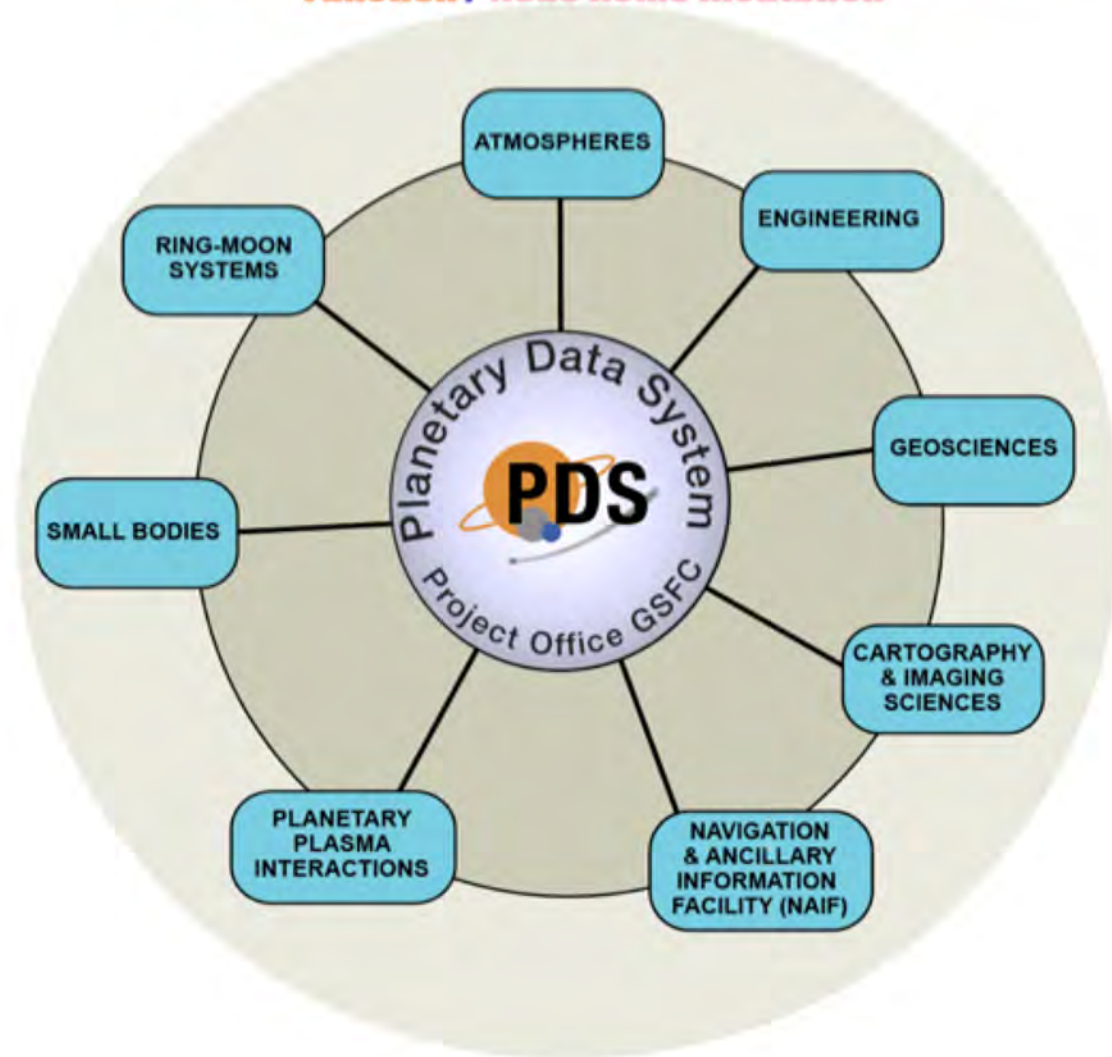 ATMOSPHERES
ENGINEERING
RING-MOON
SYSTEMS
GEOSCIENCES
SMALL BODIES
CARTOGRAPHY
& IMAGING
SCIENCES
PLANETARY
PLASMA
INTERACTIONS
NAVIGATION
& ANCILLARY
INFORMATION
FACILITY (NAIF)
Planetary Data System
PDS
Project Office GSFC